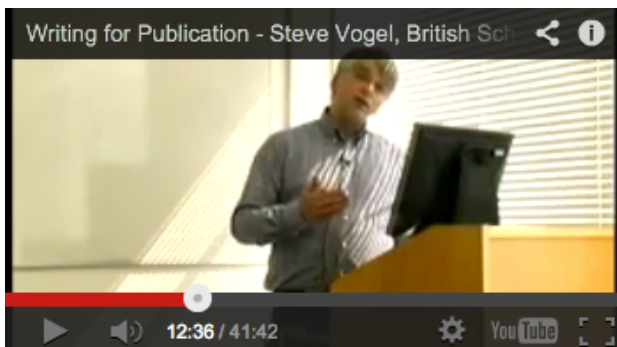 Writing for Publication - Steve Vogel, British Sch
12:36 / 41:42
YouTube